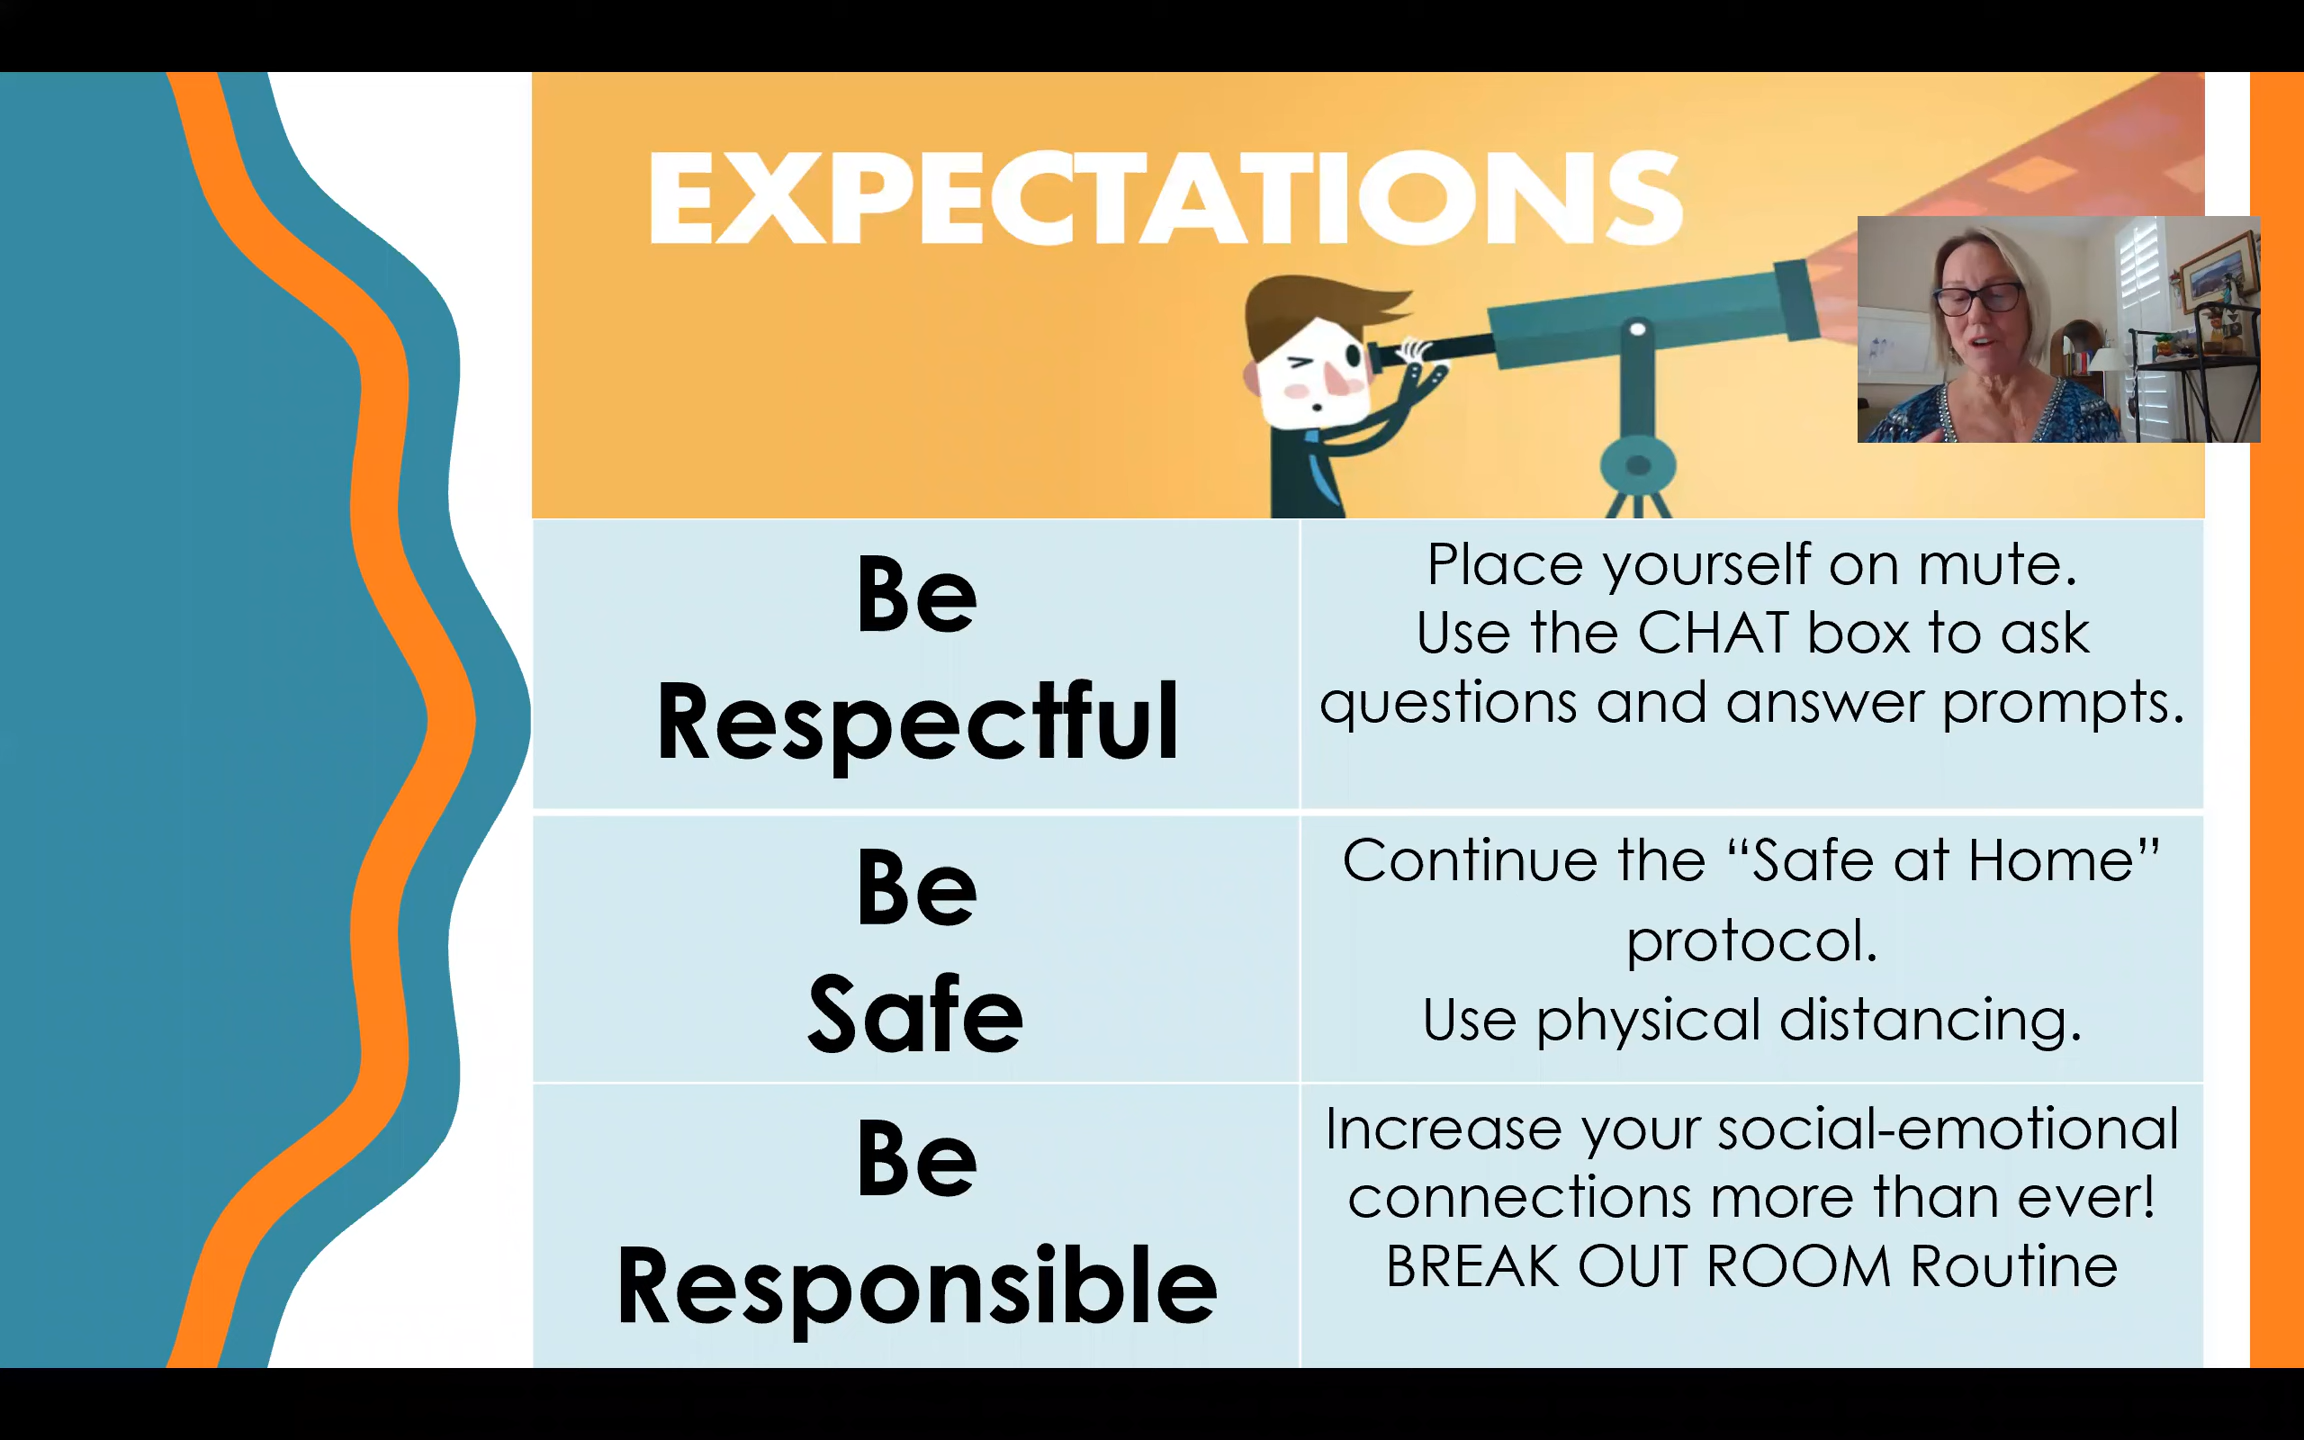 EXPECTATIONS
Be
Respectful
Place yourself on mute.
Use the CHAT box to ask
questions and answer prompts.
Be
Safe
Continue the “Safe at Home”
protocol.
Use physical distancing.
Be
Responsible
Increase your social-emotional
connections more than ever!
BREAK OUT ROOM Routine